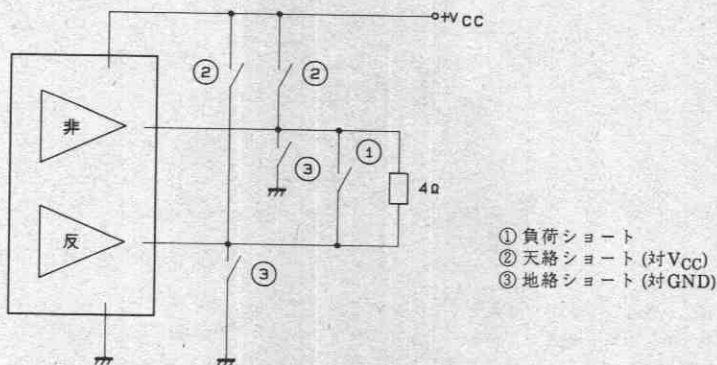 +VCC
②
②
非
①
③
4Ω
反
③
① 負荷ショート
② 天絡ショート (対VCC)
③ 地絡ショート (対GND)